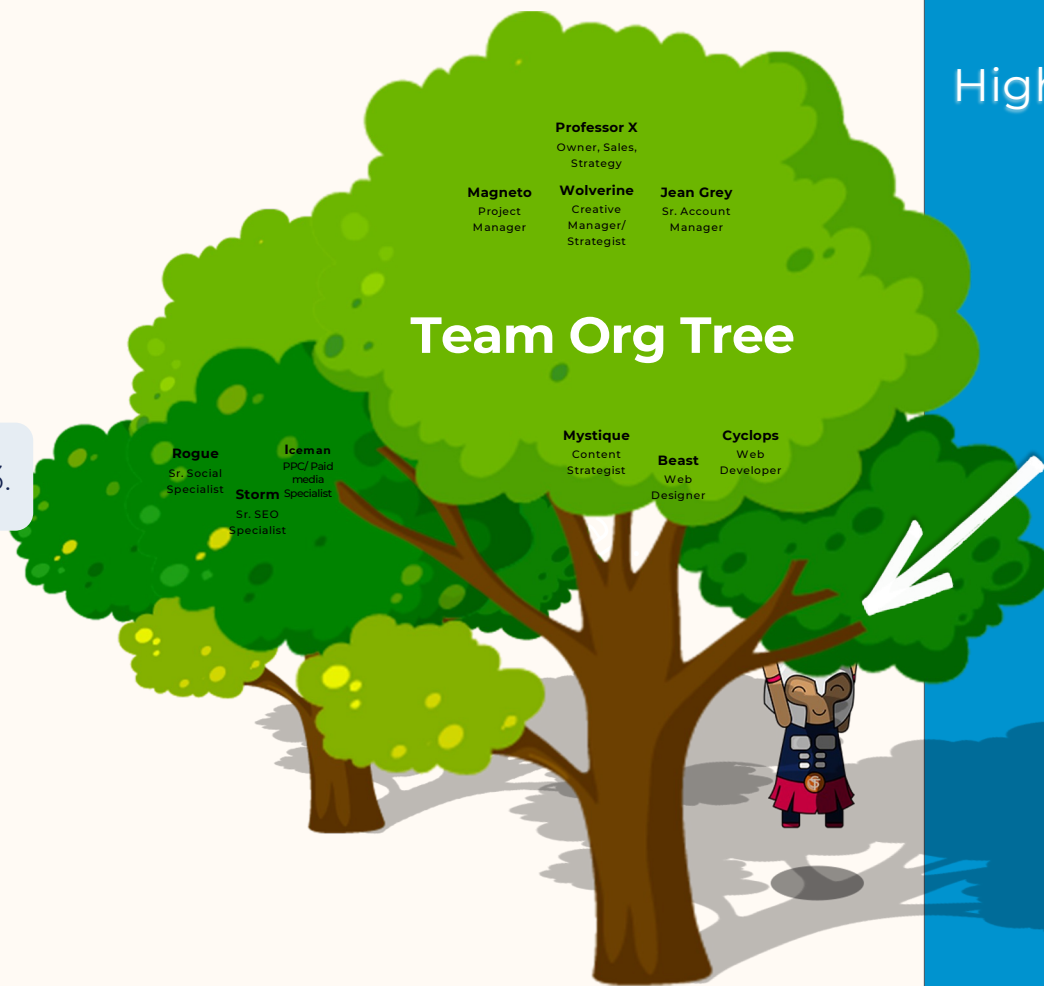 High
Professor X
Owner, Sales,
Strategy
Magneto
Project
Manager
Wolverine
Creative
Manager/
Strategist
Jean Grey
Sr. Account
Manager
Team Org Tree
Rogue
Sr. Social
Specialist
Storm
Sr. SEO
Specialist
Iceman
PPC/ Paid
media
Specialist
Mystique
Content
Strategist
Beast
Web
Designer
Cyclops
Web
Developer